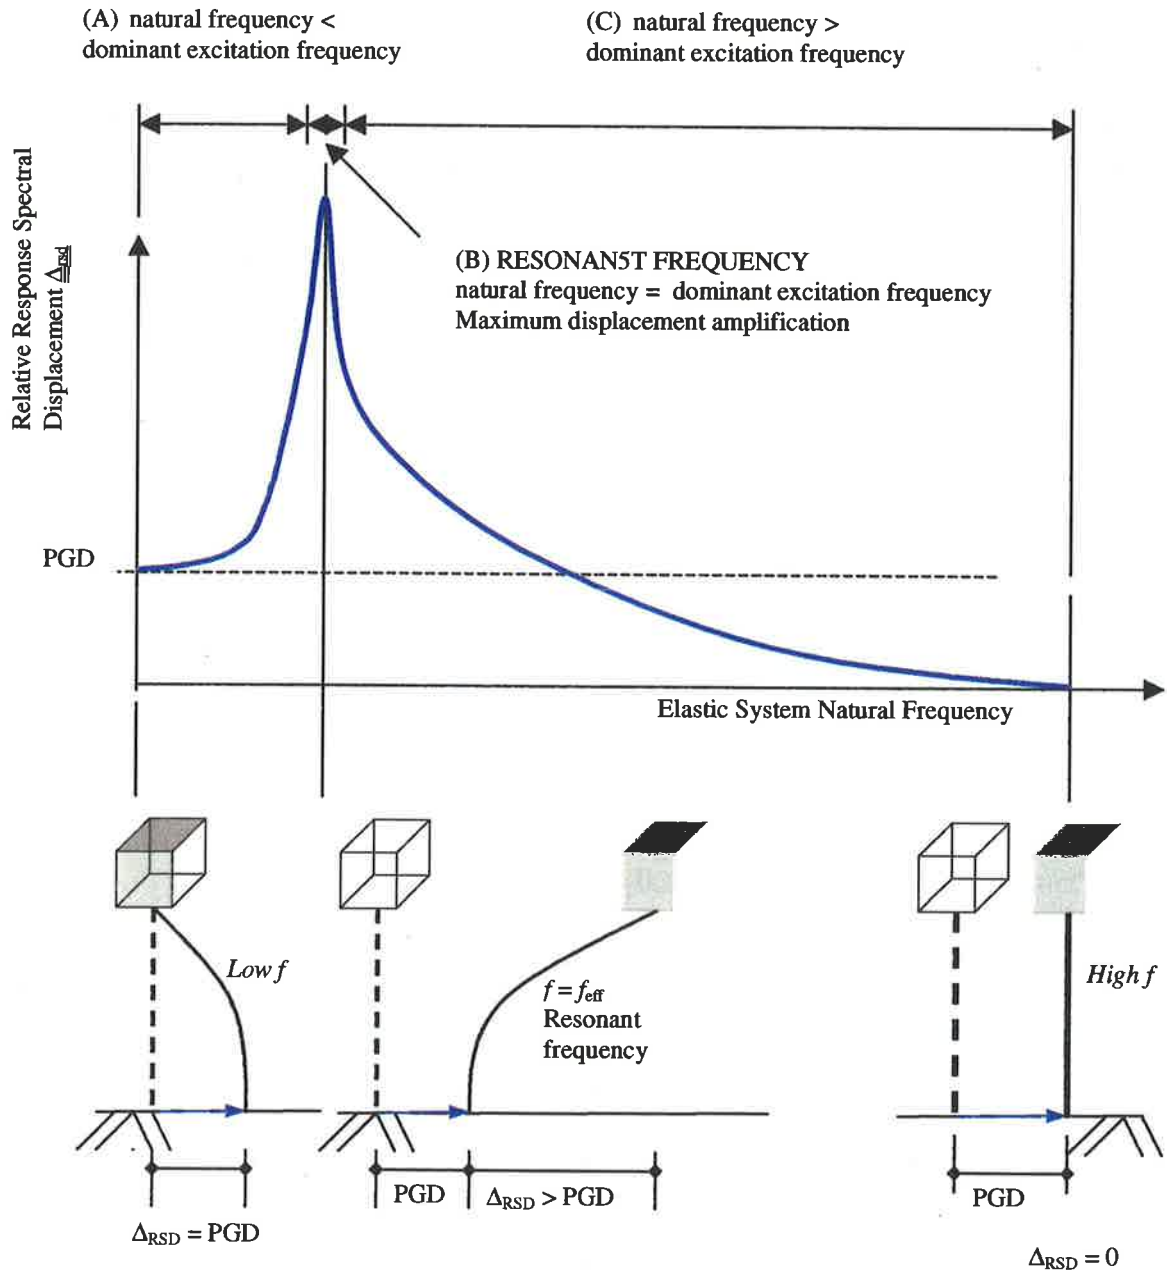 (A) natural frequency <
dominant excitation frequency
(C) natural frequency >
dominant excitation frequency
Relative Response Spectral
Displacement Δrsd
(B) RESONAN5T FREQUENCY
natural frequency = dominant excitation frequency
Maximum displacement amplification
PGD
Elastic System Natural Frequency
Low f
f = feff
Resonant
frequency
High f
PGD
ΔRSD > PGD
PGD
ΔRSD = PGD
ΔRSD = 0